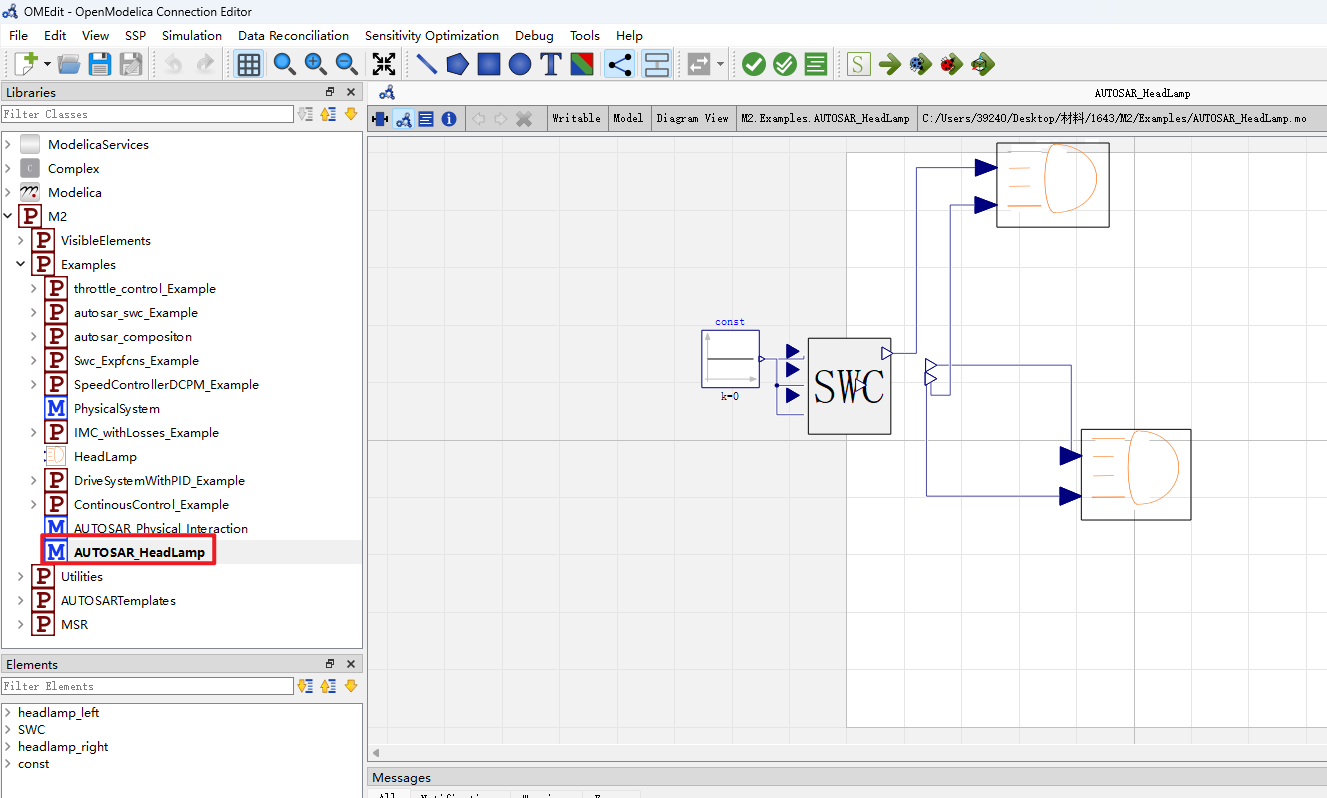 OMEdit - OpenModelica Connection Editor
File Edit View SSP Simulation Data Reconciliation Sensitivity Optimization Debug Tools Help
Libraries
Filter Classes
ModelicaServices
Complex
Modelica
M2
VisibleElements
Examples
throttle_control_Example
autosar_swc_Example
autosar_compositon
Swc_Expfcns_Example
SpeedControllerDCPM_Example
PhysicalSystem
IMC_withLosses_Example
HeadLamp
DriveSystemWithPID_Example
ContinousControl_Example
AUTOSAR_Physical_Interaction
AUTOSAR_HeadLamp
Utilities
AUTOSARTemplates
MSR
Elements
Filter Elements
headlamp_left
SWC
headlamp_right
const
AUTOSAR_HeadLamp
Writable Model Diagram View M2.Examples.AUTOSAR_HeadLamp C:/Users/39240/Desktop/材料/1643/M2/Examples/AUTOSAR_HeadLamp.mo
const
k=0
SWC
Messages